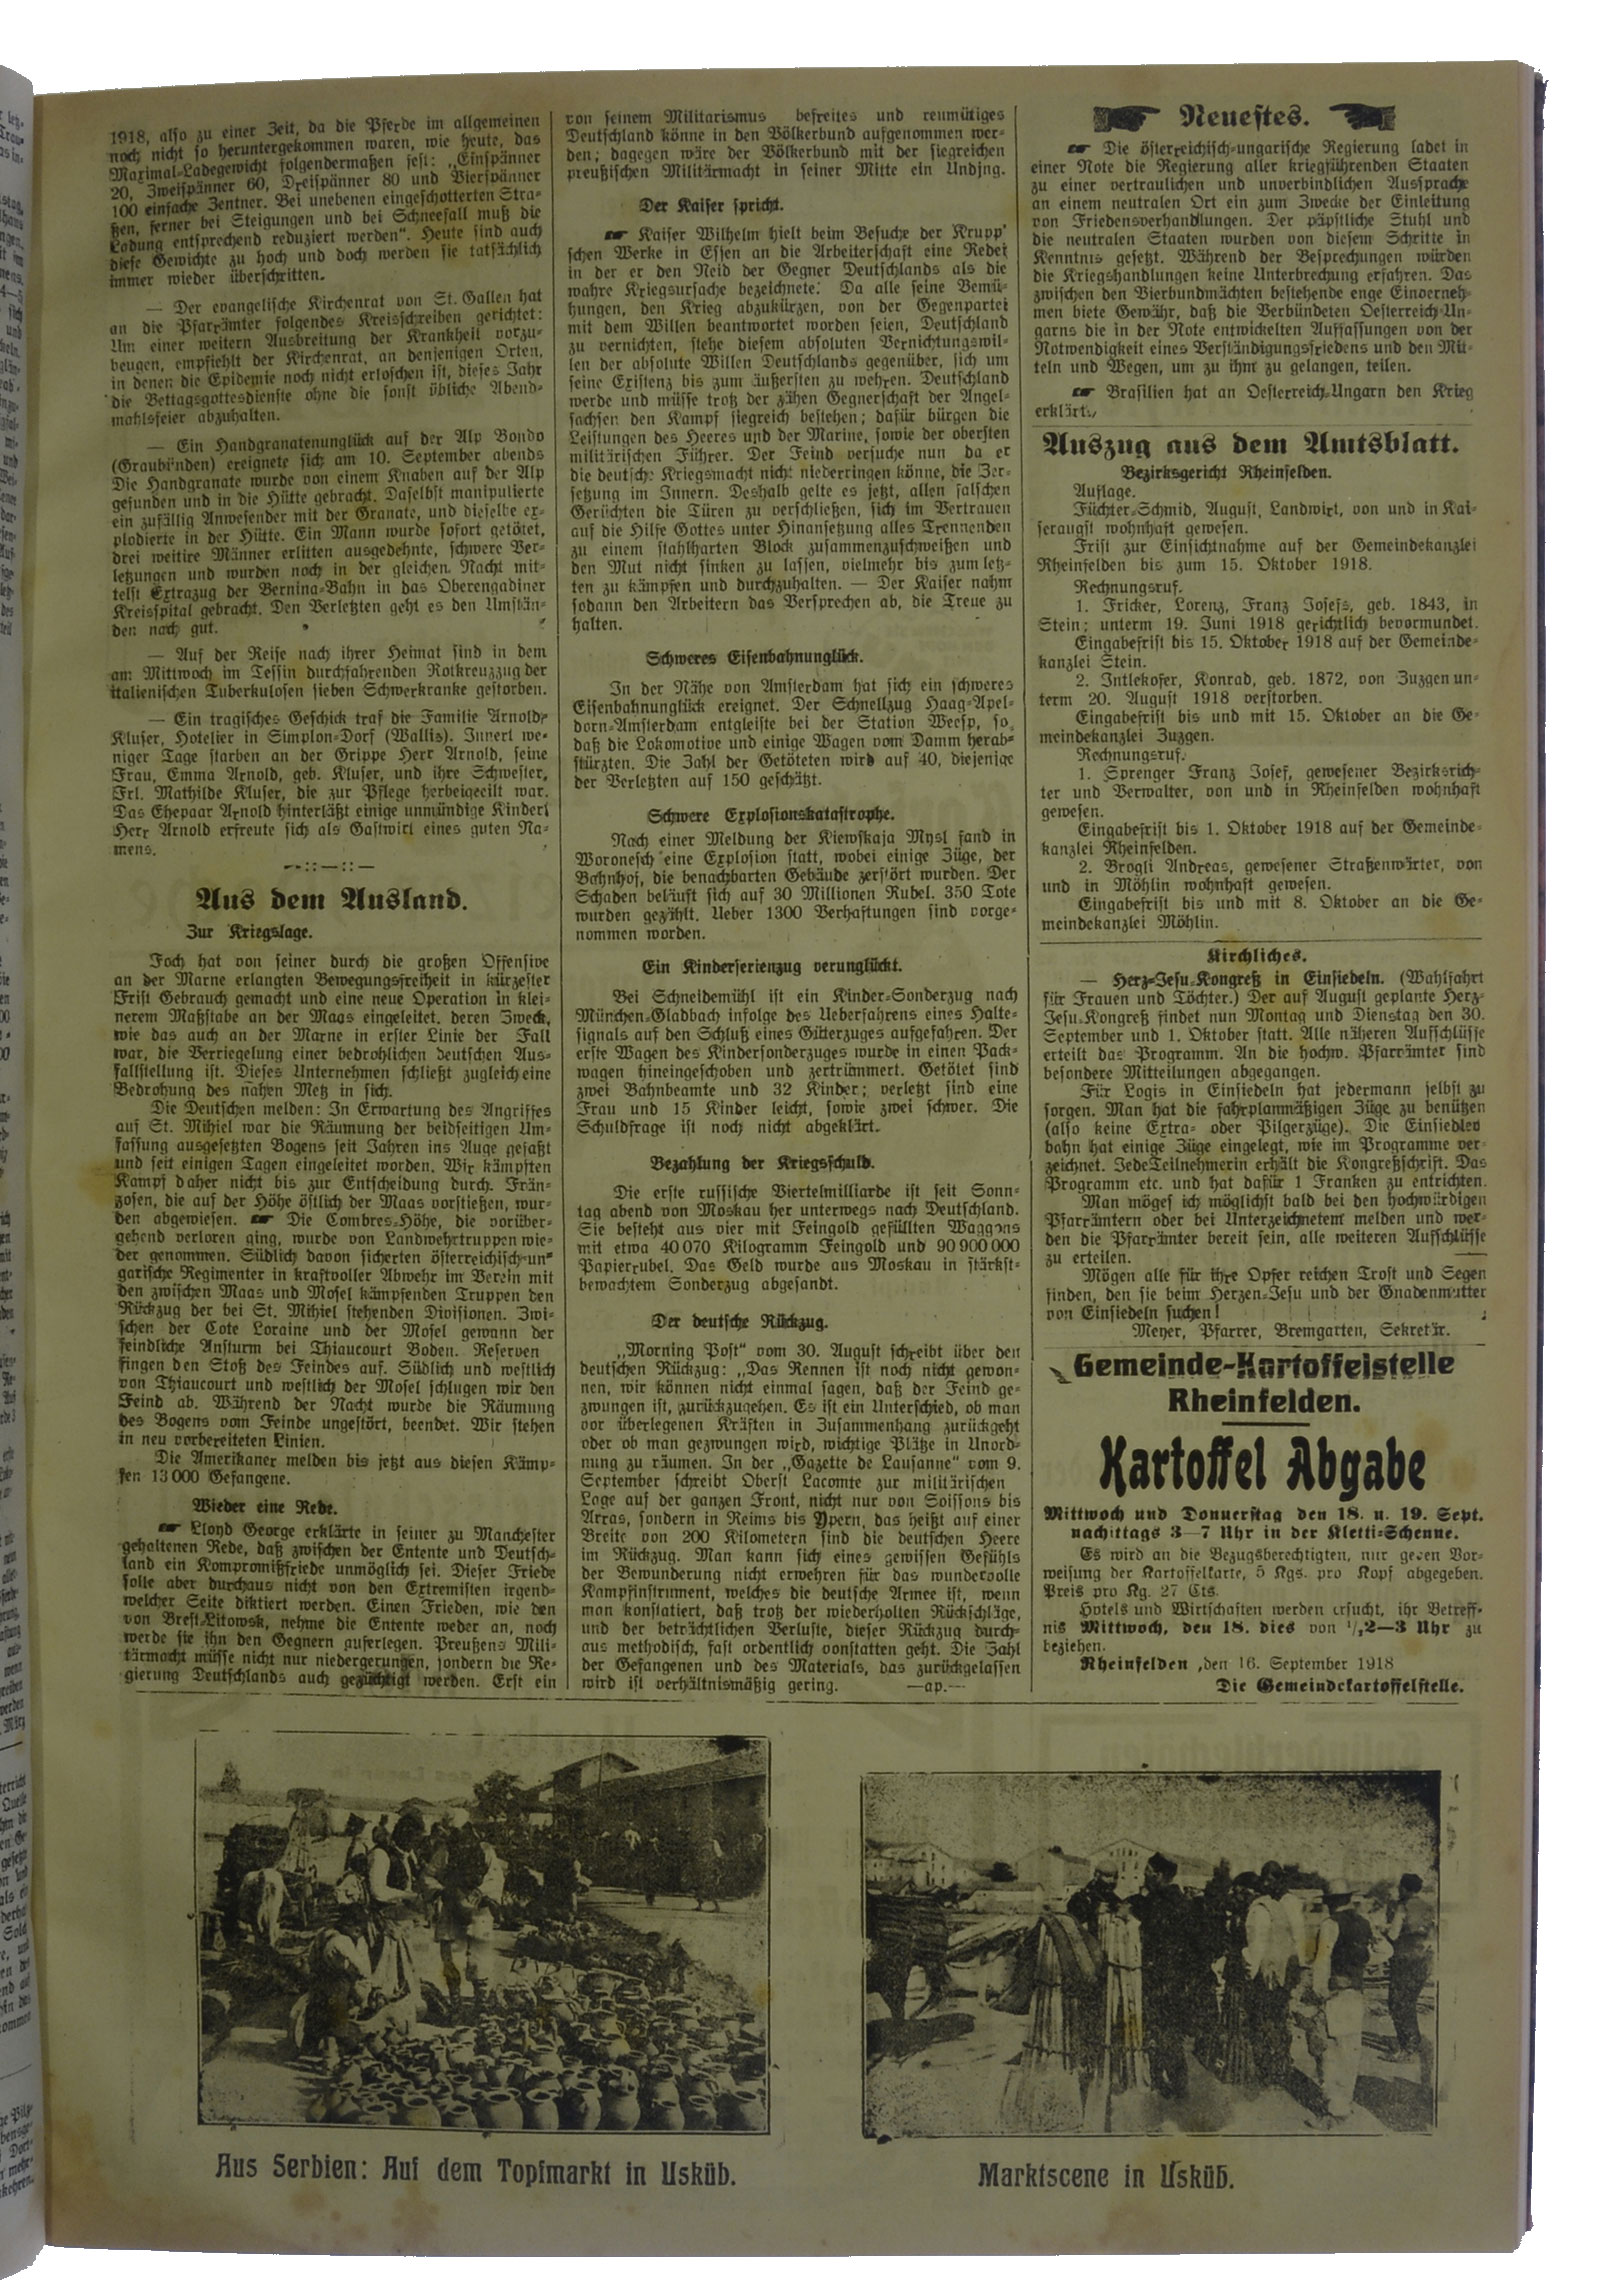 1918, also zu einer Zeit, da die Pferde im allgemeinen
noch nicht so heruntergekommen waren, wie heute, das
Maximal-Ladegewicht folgendermaßen fest: „Einspänner
20, Zweispänner 60, Dreispänner 80 und Vierspänner
100 einfache Zentner. Bei unebenen eingeschotterten Stra-
ßen, ferner bei Steigungen und bei Schneefall muß die
Ladung entsprechend reduziert werden“. Heute sind auch
diese Gewichte zu hoch und doch werden sie tatsächlich
immer wieder überschritten.
— Der evangelische Kirchenrat von St. Gallen hat
an die Pfarrämter folgendes Kreisschreiben gerichtet:
Um einer weitern Ausbreitung der Krankheit vorzu-
beugen, empfiehlt der Kirchenrat, an denjenigen Orten,
in denen die Epidemie noch nicht erloschen ist, dieses Jahr
die Bettagsgottesdienste ohne die sonst übliche Abend-
mahlsfeier abzuhalten.
— Ein Handgranatenunglück auf der Alp Bondo
(Graubünden) ereignete sich am 10. September abends
Die Handgranate wurde von einem Knaben auf der Alp
gefunden und in die Hütte gebracht. Daselbst manipulierte
ein zufällig Anwesender mit der Granate, und dieselbe ex-
plodierte in der Hütte. Ein Mann wurde sofort getötet,
drei weitire Männer erlitten ausgedehnte, schwere Ver-
letzungen und wurden noch in der gleichen Nacht mit-
telst Extrazug der Bernina-Bahn in das Oberengadiner
Kreisspital gebracht. Den Verletzten geht es den Umstän-
den nach gut.
— Auf der Reise nach ihrer Heimat sind in dem
am Mittwoch im Tessin durchfahrenden Rotkreuzzug der
italienischen Tuberkulosen sieben Schwerkranke gestorben.
— Ein tragisches Geschick traf die Familie Arnold-
Kluser, Hotelier in Simplon-Dorf (Wallis). Innert we-
niger Tage starben an der Grippe Herr Arnold, seine
Frau, Emma Arnold, geb. Kluser, und ihre Schwester,
Frl. Mathilde Kluser, die zur Pflege herbeigeeilt war.
Das Ehepaar Arnold hinterläßt einige unmündige Kinder!
Herr Arnold erfreute sich als Gastwirt eines guten Na-
mens.
Aus dem Ausland.
Zur Kriegslage.
Foch hat von seiner durch die großen Offensive
an der Marne erlangten Bewegungsfreiheit in kürzester
Frist Gebrauch gemacht und eine neue Operation in klei-
nerem Maßstabe an der Maas eingeleitet, deren Zweck,
wie das auch an der Marne in erster Linie der Fall
war, die Verriegelung einer bedrohlichen deutschen Aus-
fallstellung ist. Dieses Unternehmen schließt zugleich eine
Bedrohung des nahen Metz in sich.
Die Deutschen melden: In Erwartung des Angriffes
auf St. Mihiel war die Räumung der beidseitigen Um-
fassung ausgesetzten Bogens seit Jahren ins Auge gefaßt
und seit einigen Tagen eingeleitet worden. Wir kämpften
Kampf daher nicht bis zur Entscheidung durch. Frän-
zosen, die auf der Höhe östlich der Maas vorstießen, wur-
den abgewiesen. ☛ Die Combres-Höhe, die vorüber-
gehend verloren ging, wurde von Landwehrtruppen wie-
der genommen. Südlich davon sicherten österreichisch-un-
garische Regimenter in kraftvoller Abwehr im Verein mit
den zwischen Maas und Mosel kämpfenden Truppen den
Rückzug der bei St. Mihiel stehenden Divisionen. Zwi-
schen der Cote Loraine und der Mosel gewann der
feindliche Ansturm bei Thiaucourt Boden. Reserven
fingen den Stoß des Feindes auf. Südlich und westlich
von Thiaucourt und westlich der Mosel schlugen wir den
Feind ab. Während der Nacht wurde die Räumung
des Bogens vom Feinde ungestört, beendet. Wir stehen
in neu vorbereiteten Linien.
Die Amerikaner melden bis jetzt aus diesen Kämp-
fen 13 000 Gefangene.
Wieder eine Rede.
☛ Lloyd George erklärte in seiner zu Manchester
gehaltenen Rede, daß zwischen der Entente und Deutsch-
land ein Kompromißfriede unmöglich sei. Dieser Friede
solle aber durchaus nicht von den Extremisten irgend-
welcher Seite diktiert werden. Einen Frieden, wie den
von Brest-Litowsk, nehme die Entente weder an, noch
werde sie ihn den Gegnern auferlegen. Preußens Mili-
tärmacht müsse nicht nur niedergerungen, sondern die Re-
gierung Deutschlands auch gezüchtigt werden. Erst ein
von seinem Militarismus befreites und reumütiges
Deutschland könne in den Völkerbund aufgenommen wer-
den; dagegen wäre der Völkerbund mit der siegreichen
preußischen Militärmacht in seiner Mitte ein Unding.
Der Kaiser spricht.
☛ Kaiser Wilhelm hielt beim Besuche der Krupp'
schen Werke in Essen an die Arbeiterschaft eine Rede,
in der er den Neid der Gegner Deutschlands als die
wahre Kriegsursache bezeichnete. Da alle seine Bemü-
hungen, den Krieg abzukürzen, von der Gegenpartei
mit dem Willen beantwortet worden seien, Deutschland
zu vernichten, stehe diesem absoluten Vernichtungswil-
len der absolute Willen Deutschlands gegenüber, sich um
seine Existenz bis zum äußersten zu wehren. Deutschland
werde und müsse trotz der zähen Gegnerschaft der Angel-
sachsen den Kampf siegreich bestehen; dafür bürgen die
Leistungen des Heeres und der Marine, sowie der obersten
militärischen Führer. Der Feind versuche nun da er
die deutsche Kriegsmacht nicht niederringen könne, die Zer-
setzung im Innern. Deshalb gelte es jetzt, allen falschen
Gerüchten die Türen zu verschließen, sich im Vertrauen
auf die Hilfe Gottes unter Hinansetzung alles Trennenden
zu einem stahlharten Block zusammenzuschweißen und
den Mut nicht sinken zu lassen, vielmehr bis zum letz-
ten zu kämpfen und durchzuhalten. — Der Kaiser nahm
sodann den Arbeitern das Versprechen ab, die Treue zu
halten.
Schweres Eisenbahnunglück.
In der Nähe von Amsterdam hat sich ein schweres
Eisenbahnunglück ereignet. Der Schnellzug Haag-Apel-
dorn-Amsterdam entgleiste bei der Station Weesp, so
daß die Lokomotive und einige Wagen vom Damm herab-
stürzten. Die Zahl der Getöteten wird auf 40, diejenige
der Verletzten auf 150 geschätzt.
Schwere Explosionskatastrophe.
Nach einer Meldung der Kiewskaja Mysl fand in
Woronesch eine Explosion statt, wobei einige Züge, der
Bahnhof, die benachbarten Gebäude zerstört wurden. Der
Schaden beläuft sich auf 30 Millionen Rubel. 350 Tote
wurden gezählt. Ueber 1300 Verhaftungen sind vorge-
nommen worden.
Ein Kinderferienzug verunglückt.
Bei Schneidemühl ist ein Kinder-Sonderzug nach
München-Gladbach infolge des Ueberfahrens eines Halte-
signals auf den Schluß eines Güterzuges aufgefahren. Der
erste Wagen des Kindersonderzuges wurde in einen Pack-
wagen hineingeschoben und zertrümmert. Getötet sind
zwei Bahnbeamte und 32 Kinder; verletzt sind eine
Frau und 15 Kinder leicht, sowie zwei schwer. Die
Schuldfrage ist noch nicht abgeklärt.
Bezahlung der Kriegsschuld.
Die erste russische Viertelmilliarde ist seit Sonn-
tag abend von Moskau her unterwegs nach Deutschland.
Sie besteht aus vier mit Feingold gefüllten Waggons
mit etwa 40 070 Kilogramm Feingold und 90 900 000
Papierrubel. Das Geld wurde aus Moskau in stärkst-
bewachtem Sonderzug abgesandt.
Der deutsche Rückzug.
„Morning Post“ vom 30. August schreibt über den
deutschen Rückzug: „Das Rennen ist noch nicht gewon-
nen, wir können nicht einmal sagen, daß der Feind ge-
zwungen ist, zurückzugehen. Es ist ein Unterschied, ob man
vor überlegenen Kräften in Zusammenhang zurückgeht
oder ob man gezwungen wird, wichtige Plätze in Unord-
nung zu räumen. In der „Gazette de Lausanne“ vom 9.
September schreibt Oberst Lacomte zur militärischen
Lage auf der ganzen Front, nicht nur von Soissons bis
Arras, sondern in Reims bis Ypern, das heißt auf einer
Breite von 200 Kilometern sind die deutschen Heere
im Rückzug. Man kann sich eines gewissen Gefühls
der Bewunderung nicht erwehren für das wundervolle
Kampfinstrument, welches die deutsche Armee ist, wenn
man konstatiert, daß trotz der wiederholten Rückschläge,
und der beträchtlichen Verluste, dieser Rückzug durch-
aus methodisch, fast ordentlich vonstatten geht. Die Zahl
der Gefangenen und des Materials, das zurückgelassen
wird ist verhältnismäßig gering. —ap.—
Neuestes.
☛ Die österreichisch-ungarische Regierung ladet in
einer Note die Regierung aller kriegführenden Staaten
zu einer vertraulichen und unverbindlichen Aussprache
an einem neutralen Ort ein zum Zwecke der Einleitung
von Friedensverhandlungen. Der päpstliche Stuhl und
die neutralen Staaten wurden von diesem Schritte in
Kenntnis gesetzt. Während der Besprechungen würden
die Kriegshandlungen keine Unterbrechung erfahren. Das
zwischen den Vierbundmächten bestehende enge Einverneh-
men biete Gewähr, daß die Verbündeten Oesterreich-Un-
garns die in der Note entwickelten Auffassungen von der
Notwendigkeit eines Verständigungsfriedens und den Mit-
teln und Wegen, um zu ihm zu gelangen, teilen.
☛ Brasilien hat an Oesterreich-Ungarn den Krieg
erklärt.
Auszug aus dem Amtsblatt.
Bezirksgericht Rheinfelden.
Auflage.
Füchter-Schmid, August, Landwirt, von und in Kai-
seraugst wohnhaft gewesen.
Frist zur Einsichtnahme auf der Gemeindekanzlei
Rheinfelden bis zum 15. Oktober 1918.
Rechnungsruf.
1. Fricker, Lorenz, Franz Josefs, geb. 1843, in
Stein; unterm 19. Juni 1918 gerichtlich bevormundet.
Eingabefrist bis 15. Oktober 1918 auf der Gemeinde-
kanzlei Stein.
2. Intlekofer, Konrad, geb. 1872, von Zuzgen un-
term 20. August 1918 verstorben.
Eingabefrist bis und mit 15. Oktober an die Ge-
meindekanzlei Zuzgen.
Rechnungsruf.
1. Sprenger Franz Josef, gewesener Bezirksrich-
ter und Verwalter, von und in Rheinfelden wohnhaft
gewesen.
Eingabefrist bis 1. Oktober 1918 auf der Gemeinde-
kanzlei Rheinfelden.
2. Brogli Andreas, gewesener Straßenwärter, von
und in Möhlin wohnhaft gewesen.
Eingabefrist bis und mit 8. Oktober an die Ge-
meindekanzlei Möhlin.
Kirchliches.
— Herz-Jesu-Kongreß in Einsiedeln. (Wahlfahrt
für Frauen und Töchter.) Der auf August geplante Herz-
Jesu-Kongreß findet nun Montag und Dienstag den 30.
September und 1. Oktober statt. Alle näheren Aufschlüsse
erteilt das Programm. An die hochw. Pfarrämter sind
besondere Mitteilungen abgegangen.
Für Logis in Einsiedeln hat jedermann selbst zu
sorgen. Man hat die fahrplanmäßigen Züge zu benützen
(also keine Extra- oder Pilgerzüge). Die Einsiedler
bahn hat einige Züge eingelegt, wie im Programme ver-
zeichnet. Jede Teilnehmerin erhält die Kongreßschrift. Das
Programm etc. und hat dafür 1 Franken zu entrichten.
Man möges ich möglichst bald bei den hochwürdigen
Pfarrämtern oder bei Unterzeichnetem melden und wer-
den die Pfarrämter bereit sein, alle weiteren Aufschlüsse
zu erteilen.
Mögen alle für ihre Opfer reichen Trost und Segen
finden, den sie beim Herzen-Jesu und der Gnadenmutter
von Einsiedeln suchen!
Meyer, Pfarrer, Bremgarten, Sekretär.
Gemeinde-Kartoffelstelle
Rheinfelden.
Kartoffel Abgabe
Mittwoch und Donnerstag den 18. u. 19. Sept.
nachittags 3—7 Uhr in der Kletti-Scheune.
Es wird an die Bezugsberechtigten, nur gegen Vor-
weisung der Kartoffelkarte, 5 Kgs. pro Kopf abgegeben.
Preis pro Kg. 27 Cts.
Hotels und Wirtschaften werden ersucht, ihr Betreff-
nis Mittwoch, den 18. dies von 1/2 2—3 Uhr zu
beziehen.
Rheinfelden ,den 16. September 1918
Die Gemeindekartoffelstelle.
Aus Serbien: Auf dem Topfmarkt in Usküb.
Marktscene in Usküb.